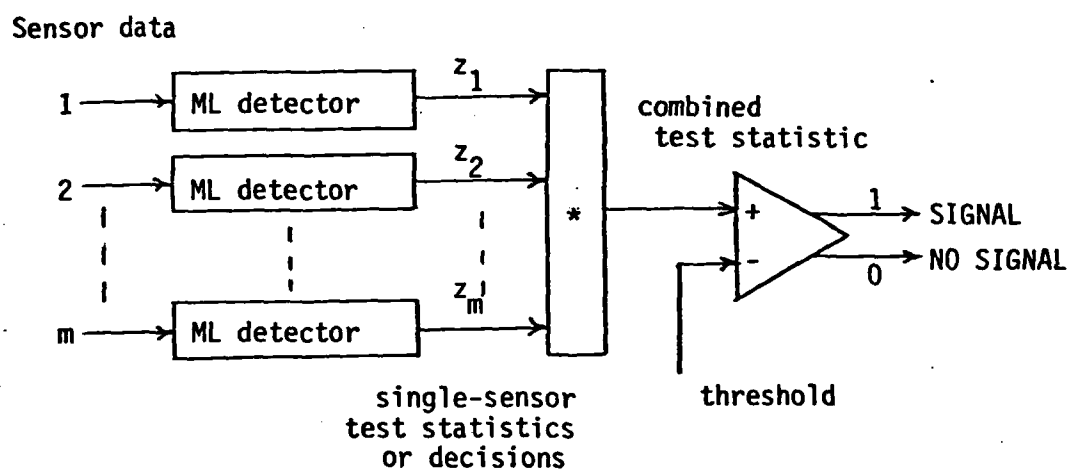 Sensor data
1
ML detector
z1
2
ML detector
z2
m
ML detector
zm
*
combined
test statistic
+
-
1
SIGNAL
0
NO SIGNAL
threshold
single-sensor
test statistics
or decisions